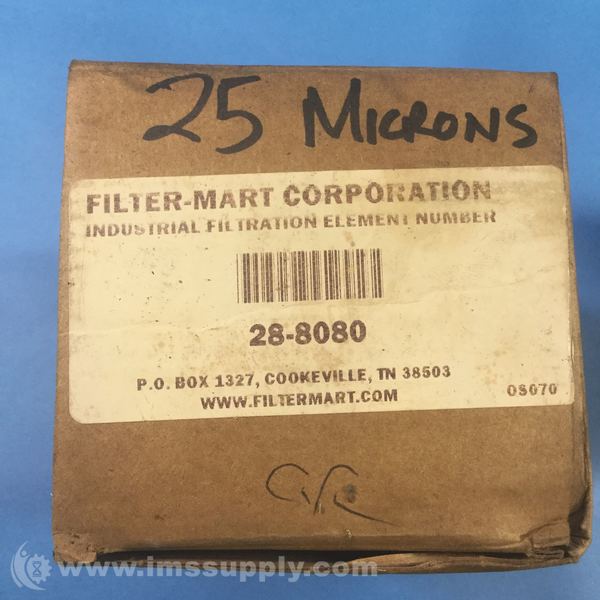 25 MICRONS
FILTER-MART CORPORATION
INDUSTRIAL FILTRATION ELEMENT NUMBER
28-8080
P.O. BOX 1327, COOKEVILLE, TN 38503
WWW.FILTERMART.COM
OS070
www.imssupply.com